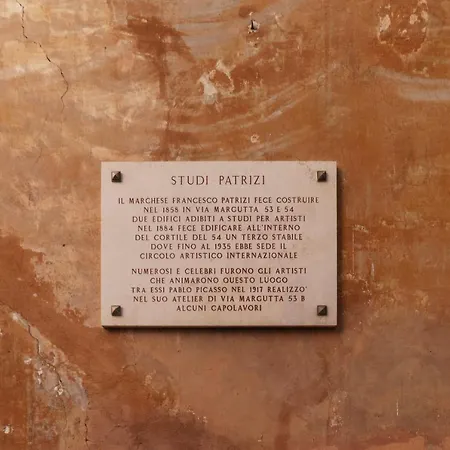 STUDI PATRIZI
IL MARCHESE FRANCESCO PATRIZI FECE COSTRUIRE
NEL 1858 IN VIA MARGUTTA 53 E 54
DUE EDIFICI ADIBITI A STUDI PER ARTISTI
NEL 1884 FECE EDIFICARE ALL'INTERNO
DEL CORTILE DEL 54 UN TERZO STABILE
DOVE FINO AL 1935 EBBE SEDE IL
CIRCOLO ARTISTICO INTERNAZIONALE
NUMEROSI E CELEBRI FURONO GLI ARTISTI
CHE ANIMARONO QUESTO LUOGO
TRA ESSI PABLO PICASSO NEL 1917 REALIZZO'
NEL SUO ATELIER DI VIA MARGUTTA 53 B
ALCUNI CAPOLAVORI